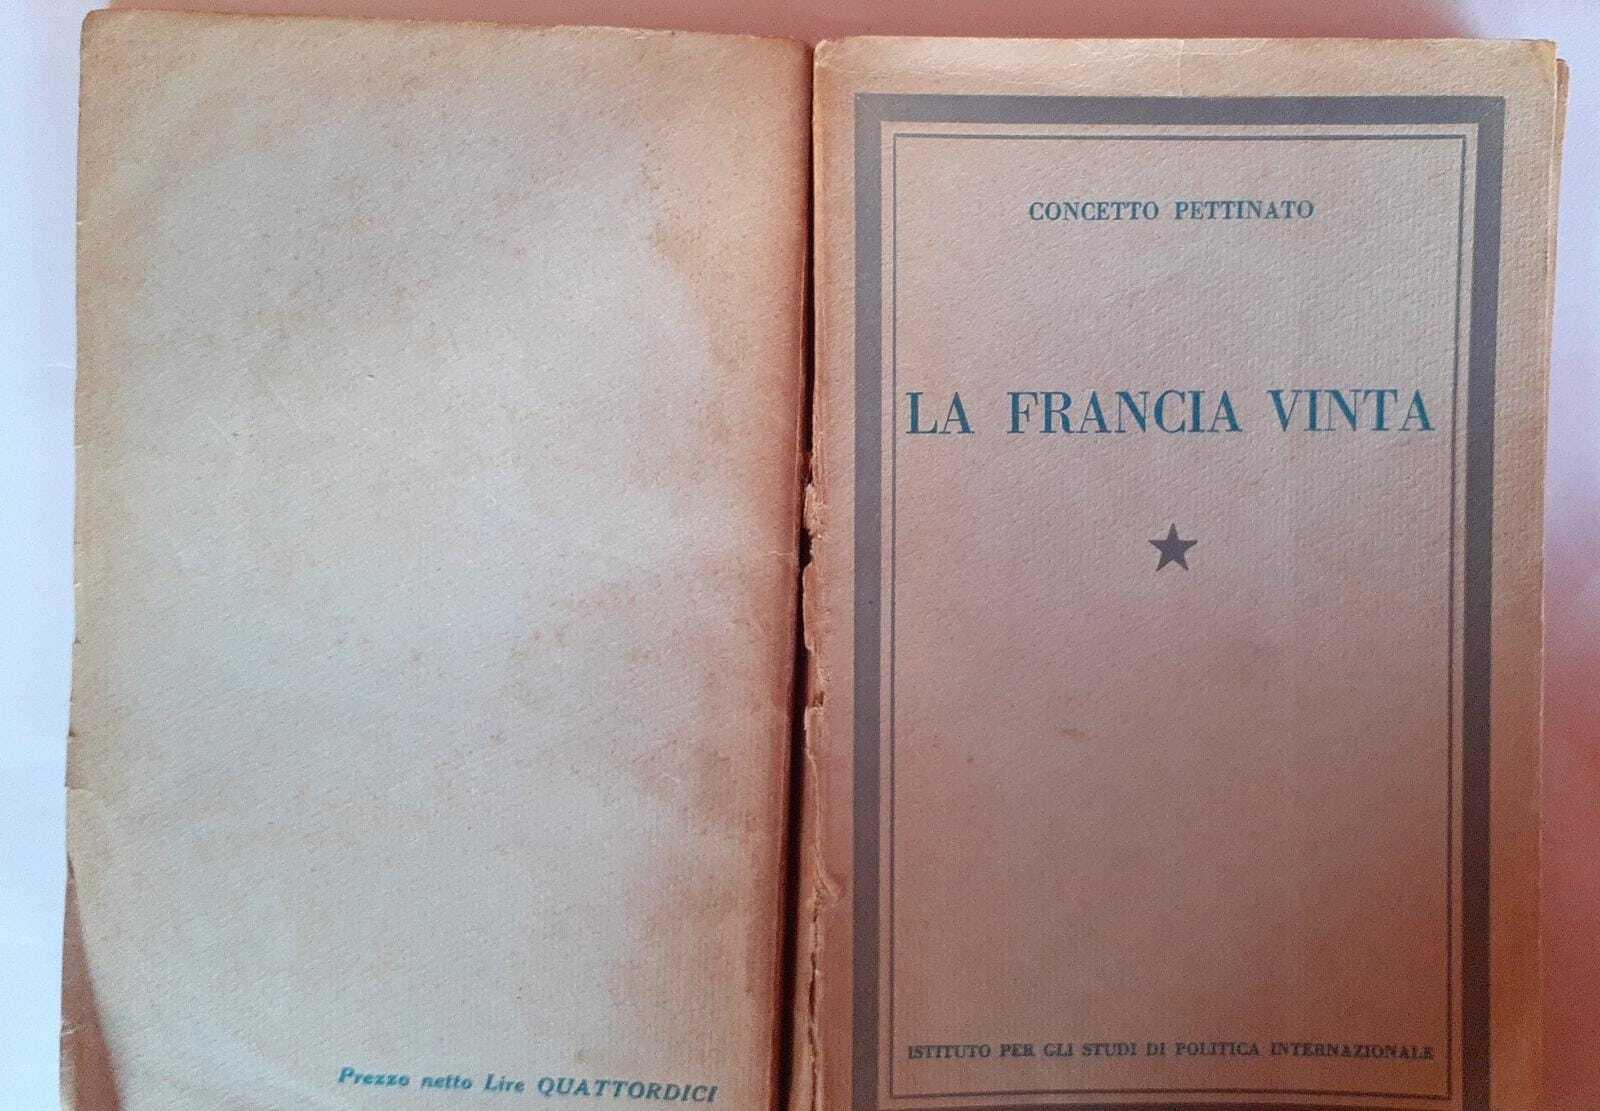 Prezzo netto Lire QUATTORDICI
CONCETTO PETTINATO
LA FRANCIA VINTA
ISTITUTO PER GLI STUDI DI POLITICA INTERNAZIONALE